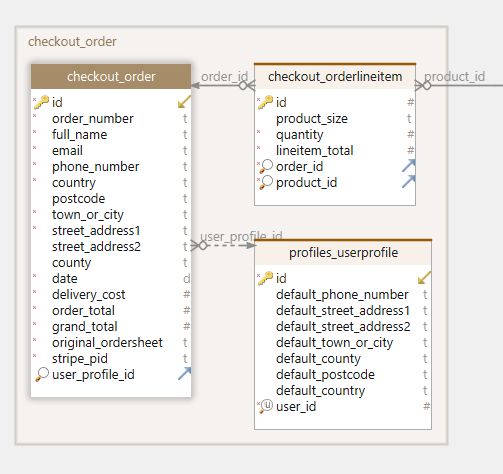 checkout_order
checkout_order
* id
* order_number t
* full_name t
* email t
* phone_number t
* country t
postcode t
* town_or_city t
* street_address1 t
street_address2 t
county t
* date d
* delivery_cost #
* order_total #
* grand_total #
* original_ordersheet t
* stripe_pid t
user_profile_id
order_id
checkout_orderlineitem
product_id
* id #
product_size t
* quantity #
* lineitem_total #
* order_id
* product_id
user_profile_id
profiles_userprofile
* id
default_phone_number t
default_street_address1 t
default_street_address2 t
default_town_or_city t
default_county t
default_postcode t
default_country t
* u user_id #